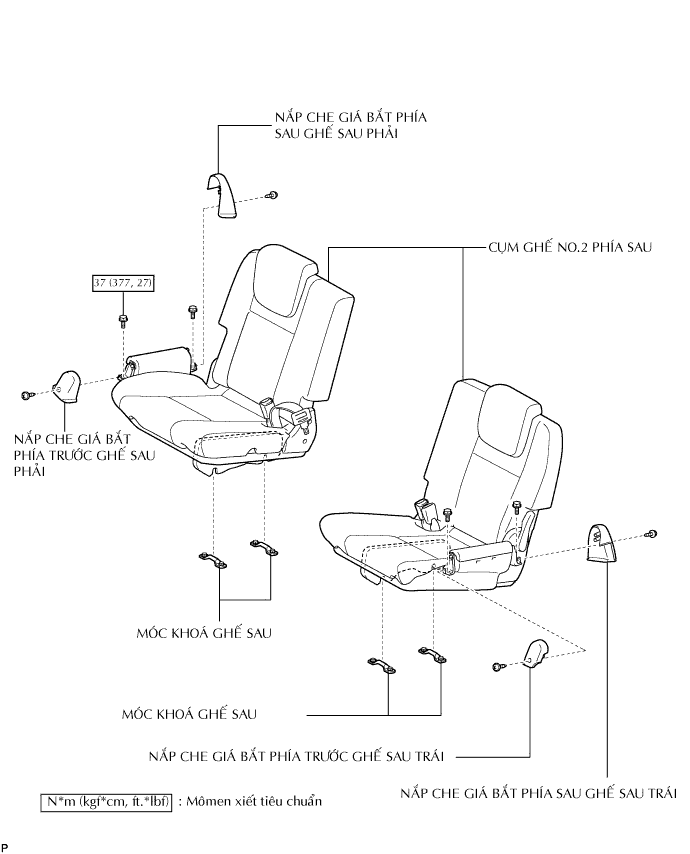 NẮP CHE GIÁ BẮT PHÍA
SAU GHẾ SAU PHẢI
CỤM GHẾ NO.2 PHÍA SAU
37 (377, 27)
NẮP CHE GIÁ BẮT
PHÍA TRƯỚC GHẾ SAU
PHẢI
MÓC KHOÁ GHẾ SAU
MÓC KHOÁ GHẾ SAU
NẮP CHE GIÁ BẮT PHÍA TRƯỚC GHẾ SAU TRÁI
NẮP CHE GIÁ BẮT PHÍA SAU GHẾ SAU TRÁI
N*m (kgf*cm, ft.*lbf) : Mômen xiết tiêu chuẩn
P